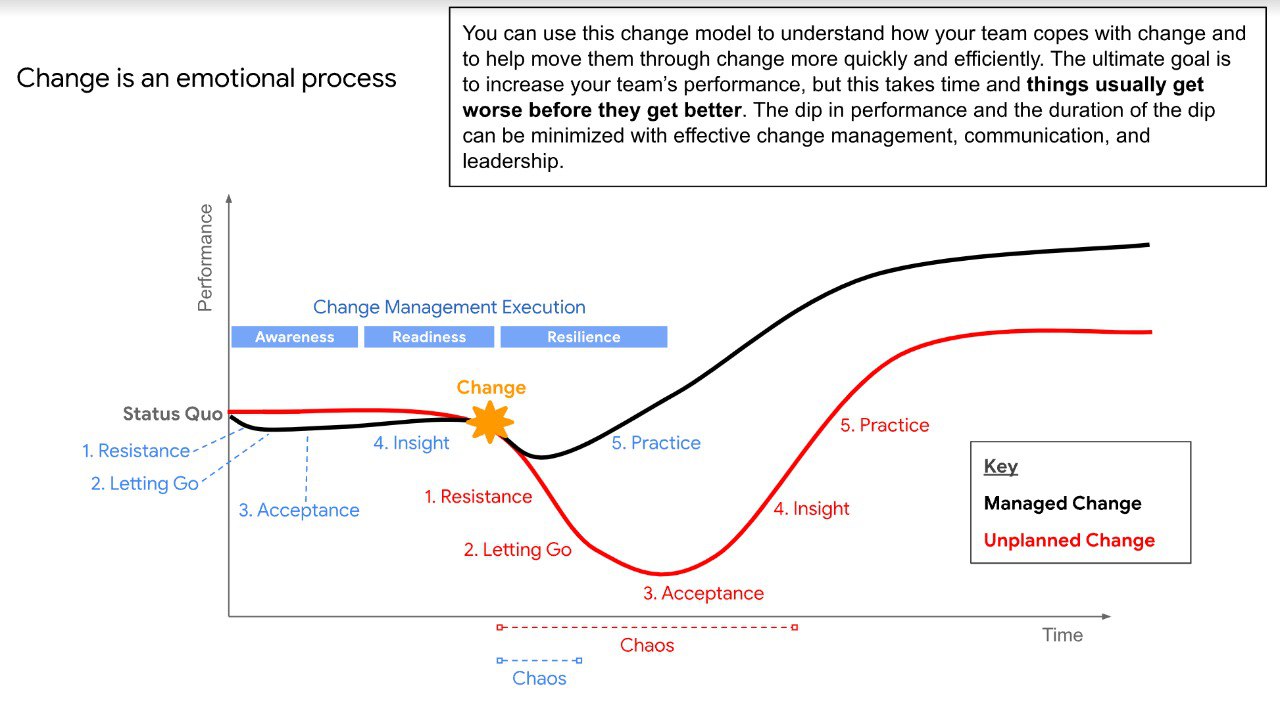 Change is an emotional process
You can use this change model to understand how your team copes with change and
to help move them through change more quickly and efficiently. The ultimate goal is
to increase your team’s performance, but this takes time and things usually get
worse before they get better. The dip in performance and the duration of the dip
can be minimized with effective change management, communication, and
leadership.
Performance
Change Management Execution
Awareness
Readiness
Resilience
Change
Status Quo
1. Resistance
2. Letting Go
3. Acceptance
4. Insight
5. Practice
1. Resistance
2. Letting Go
3. Acceptance
4. Insight
5. Practice
Key
Managed Change
Unplanned Change
Time
Chaos
Chaos